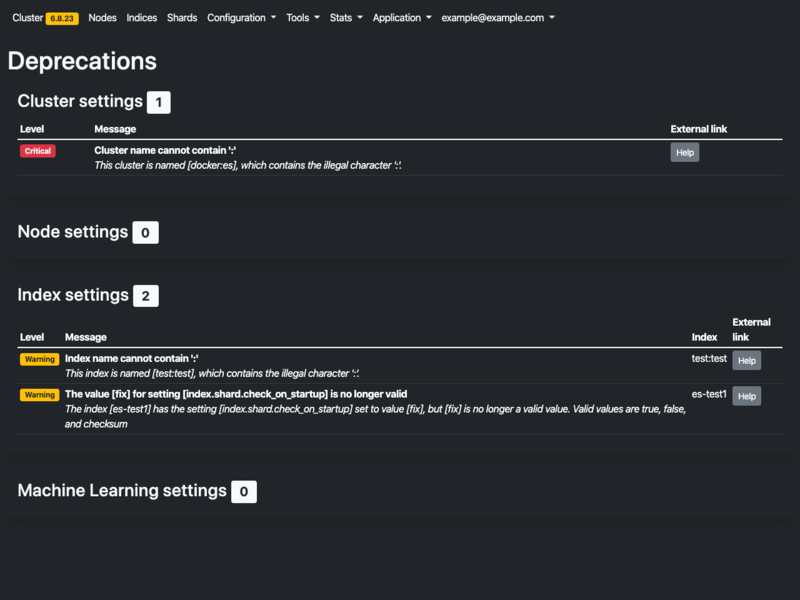 Cluster 6.8.23 Nodes Indices Shards Configuration Tools Stats Application example@example.com
Deprecations
Cluster settings 1
Level Message External link
Critical Cluster name cannot contain ':' Help
This cluster is named [docker:es], which contains the illegal character ':'.
Node settings 0
Index settings 2
Level Message Index External link
Warning Index name cannot contain ':' test:test Help
This index is named [test:test], which contains the illegal character ':'.
Warning The value [fix] for setting [index.shard.check_on_startup] is no longer valid es-test1 Help
The index [es-test1] has the setting [index.shard.check_on_startup] set to value [fix], but [fix] is no longer a valid value. Valid values are true, false,
and checksum
Machine Learning settings 0